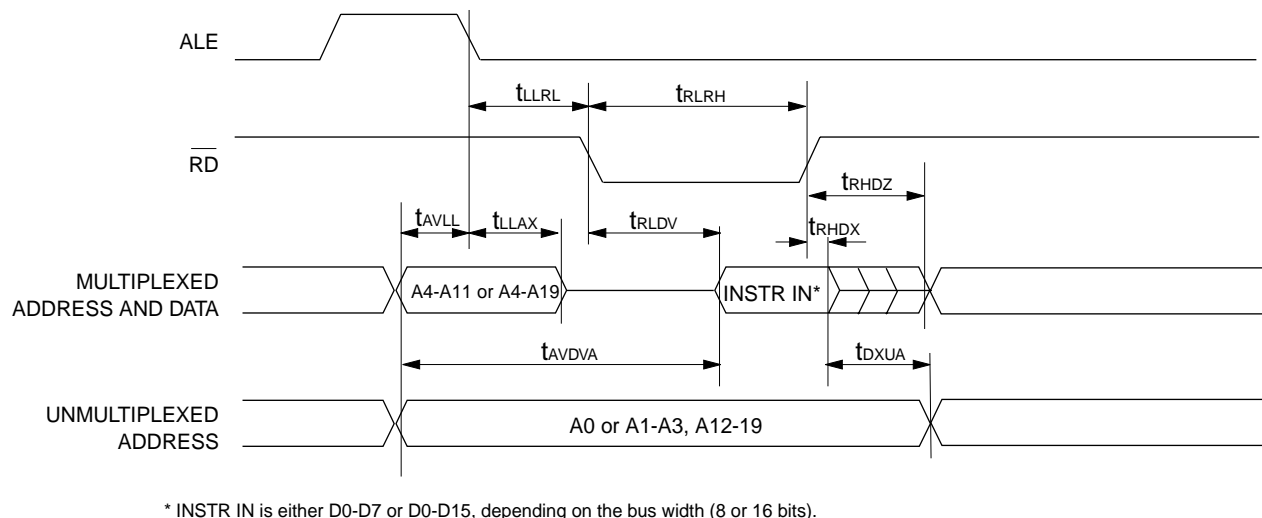 ALE
tLLRL
tRLRH
RD
tRHDZ
tAVLL
tLLAX
tRLDV
tRHDX
MULTIPLEXED
ADDRESS AND DATA
A4-A11 or A4-A19
INSTR IN*
tAVDVA
tDXUA
UNMULTIPLEXED
ADDRESS
A0 or A1-A3, A12-19
* INSTR IN is either D0-D7 or D0-D15, depending on the bus width (8 or 16 bits).